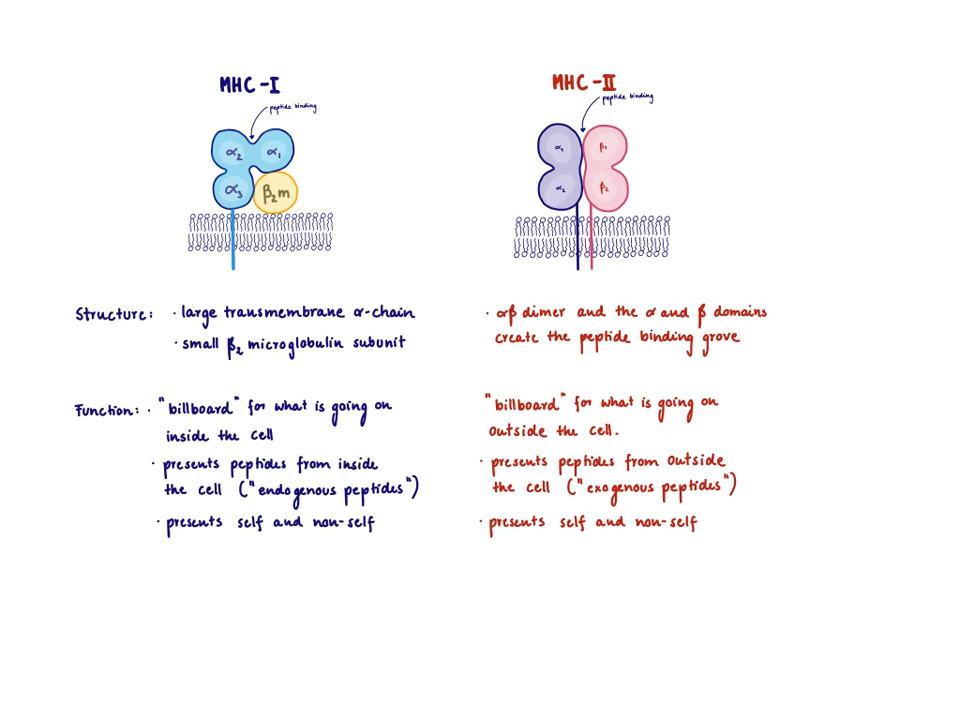 MHC-I
peptide binding
α₂
α₁
α₃
β₂m
Structure:
· large transmembrane α-chain
· small β₂ microglobulin subunit
Function:
· "billboard" for what is going on
inside the cell
· presents peptides from inside
the cell ("endogenous peptides")
· presents self and non-self
MHC-II
peptide binding
α₁
β₁
α₂
β₂
· αβ dimer and the α and β domains
create the peptide binding grove
"billboard" for what is going on
outside the cell.
· presents peptides from outside
the cell ("exogenous peptides")
· presents self and non-self